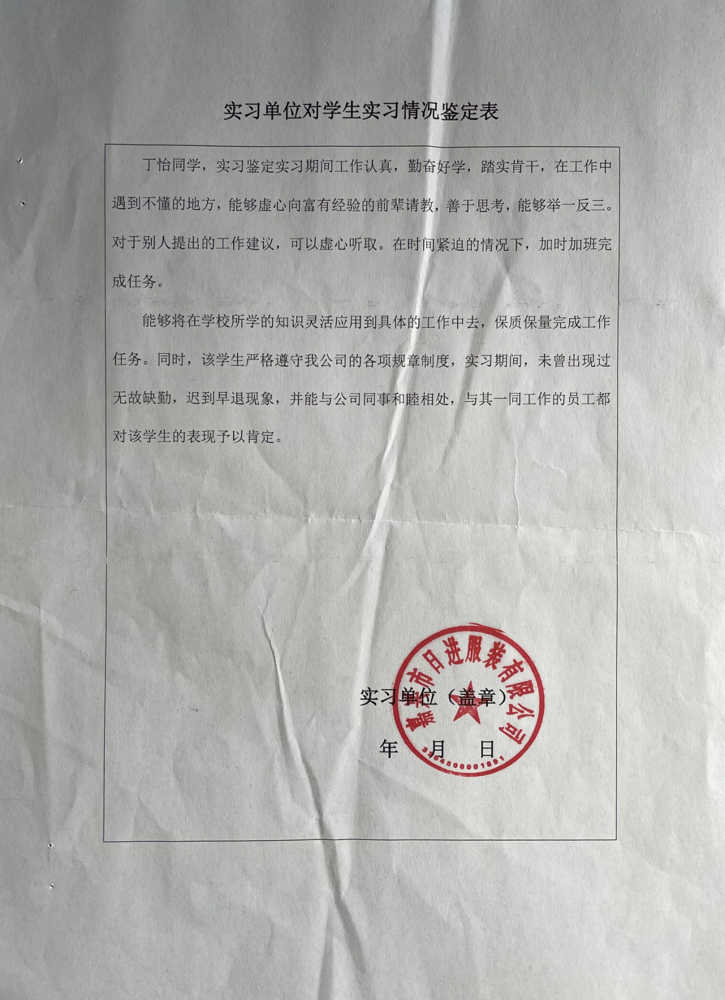 实习单位对学生实习情况鉴定表
丁怡同学，实习鉴定实习期间工作认真，勤奋好学，踏实肯干，在工作中
遇到不懂的地方，能够虚心向富有经验的前辈请教，善于思考，能够举一反三。
对于别人提出的工作建议，可以虚心听取。在时间紧迫的情况下，加时加班完
成任务。
能够将在学校所学的知识灵活应用到具体的工作中去，保质保量完成工作
任务。同时，该学生严格遵守我公司的各项规章制度，实习期间，未曾出现过
无故缺勤，迟到早退现象，并能与公司同事和睦相处，与其一同工作的员工都
对该学生的表现予以肯定。
嘉兴市日进服装有限公司
实习单位（盖章）
年 月 日